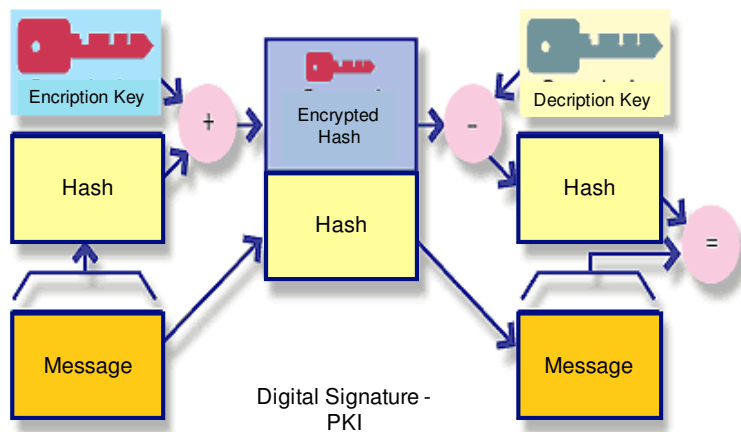 Encription Key
Encrypted
Hash
Decription Key
+
-
Hash
Hash
Hash
=
Message
Message
Digital Signature -
PKI